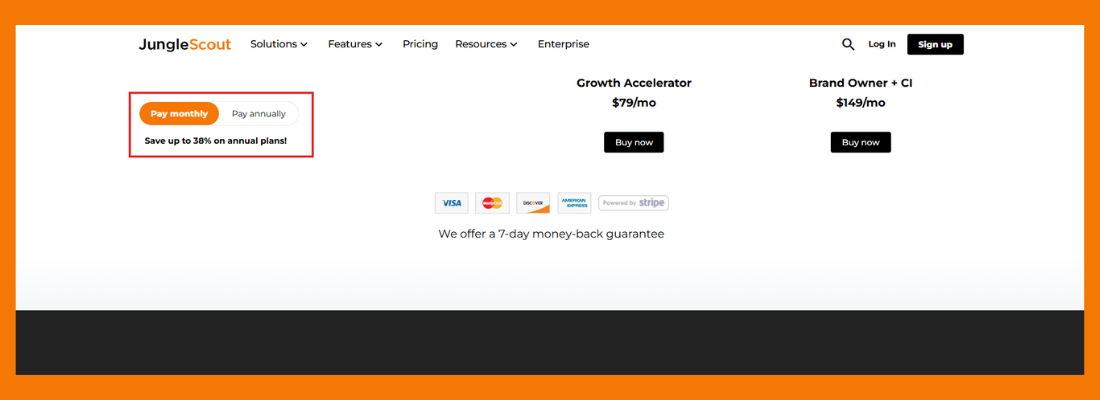 JungleScout Solutions Features Pricing Resources Enterprise Log In Sign up
Growth Accelerator Brand Owner + CI
$79/mo $149/mo
Pay monthly Pay annually
Save up to 38% on annual plans!
Buy now Buy now
VISA MasterCard DISCOVER AMERICAN EXPRESS Powered by stripe
We offer a 7-day money-back guarantee